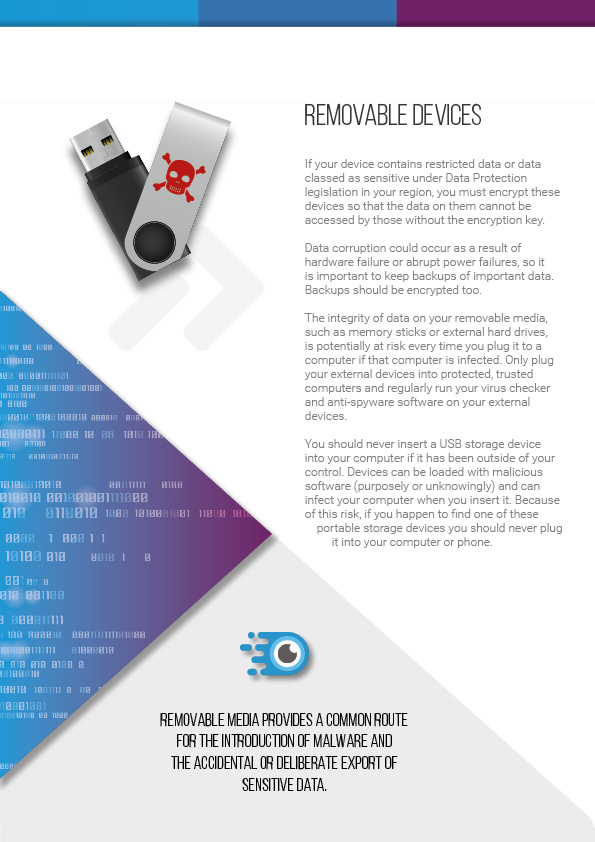 REMOVABLE DEVICES
If your device contains restricted data or data
classed as sensitive under Data Protection
legislation in your region, you must encrypt these
devices so that the data on them cannot be
accessed by those without the encryption key.
Data corruption could occur as a result of
hardware failure or abrupt power failures, so it
is important to keep backups of important data.
Backups should be encrypted too.
The integrity of data on your removable media,
such as memory sticks or external hard drives,
is potentially at risk every time you plug it to a
computer if that computer is infected. Only plug
your external devices into protected, trusted
computers and regularly run your virus checker
and anti-spyware software on your external
devices.
You should never insert a USB storage device
into your computer if it has been outside of your
control. Devices can be loaded with malicious
software (purposely or unknowingly) and can
infect your computer when you insert it. Because
of this risk, if you happen to find one of these
portable storage devices you should never plug
it into your computer or phone.
REMOVABLE MEDIA PROVIDES A COMMON ROUTE
FOR THE INTRODUCTION OF MALWARE AND
THE ACCIDENTAL OR DELIBERATE EXPORT OF
SENSITIVE DATA.